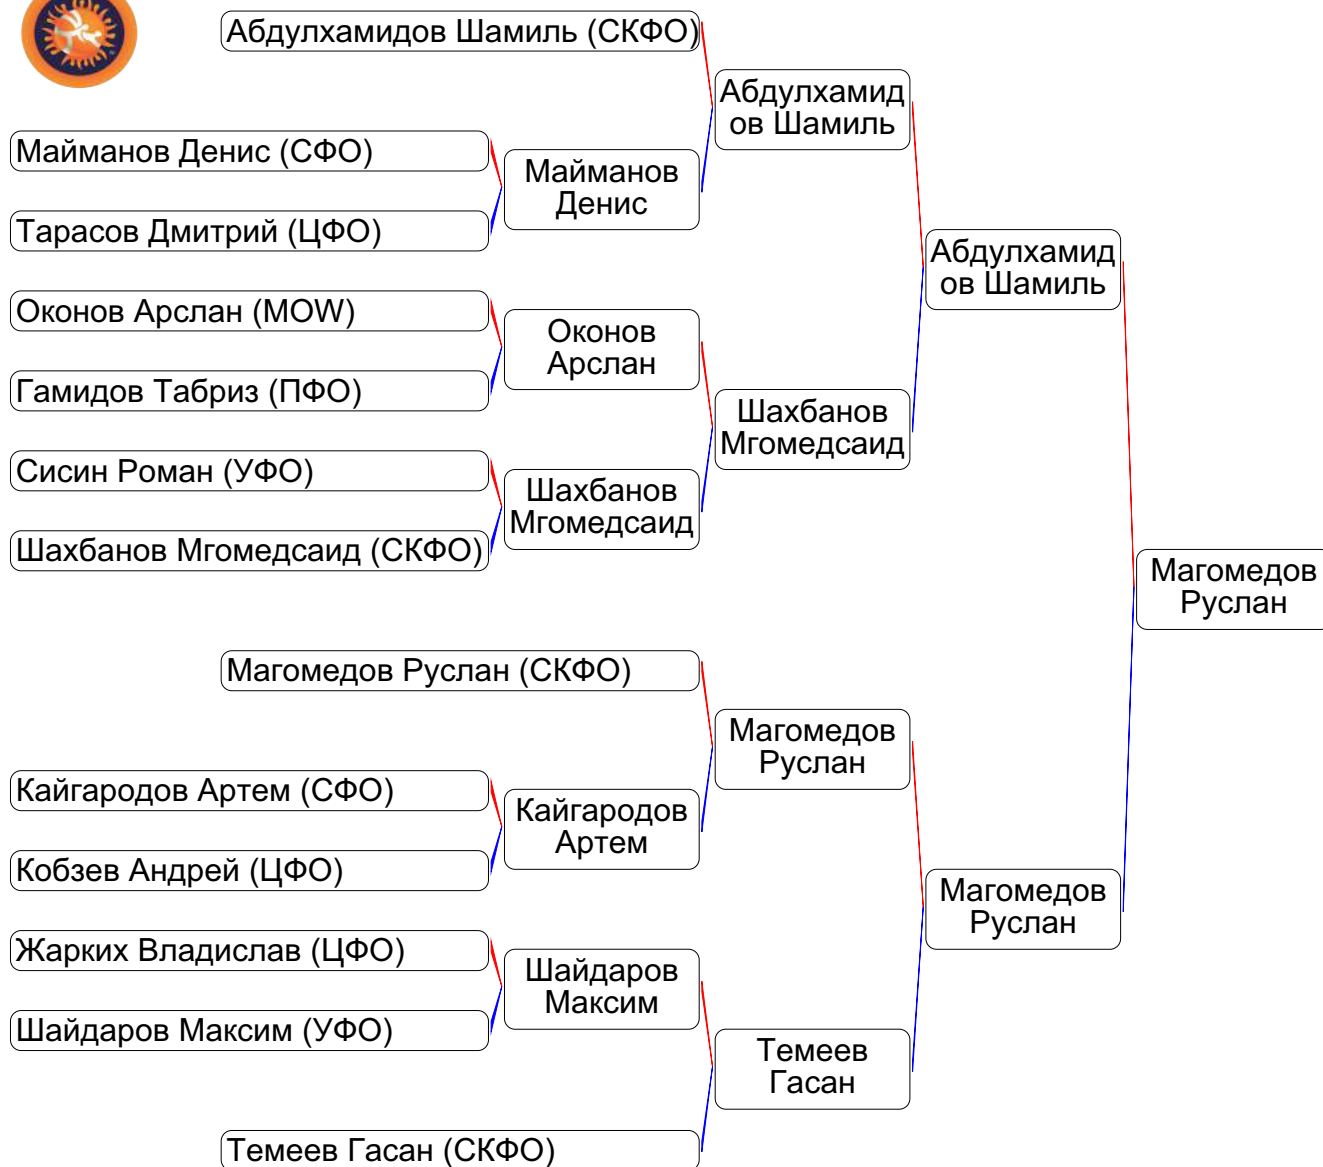 Абдулхамидов Шамиль (СКФО)
Абдулхамид
ов Шамиль
Майманов Денис (СФО)
Майманов
Денис
Тарасов Дмитрий (ЦФО)
Абдулхамид
ов Шамиль
Оконов Арслан (MOW)
Оконов
Арслан
Гамидов Табриз (ПФО)
Шахбанов
Мгомедсаид
Сисин Роман (УФО)
Шахбанов
Мгомедсаид
Шахбанов Мгомедсаид (СКФО)
Магомедов
Руслан
Магомедов Руслан (СКФО)
Магомедов
Руслан
Кайгародов Артем (СФО)
Кайгародов
Артем
Кобзев Андрей (ЦФО)
Магомедов
Руслан
Жарких Владислав (ЦФО)
Шайдаров
Максим
Шайдаров Максим (УФО)
Темеев
Гасан
Темеев Гасан (СКФО)